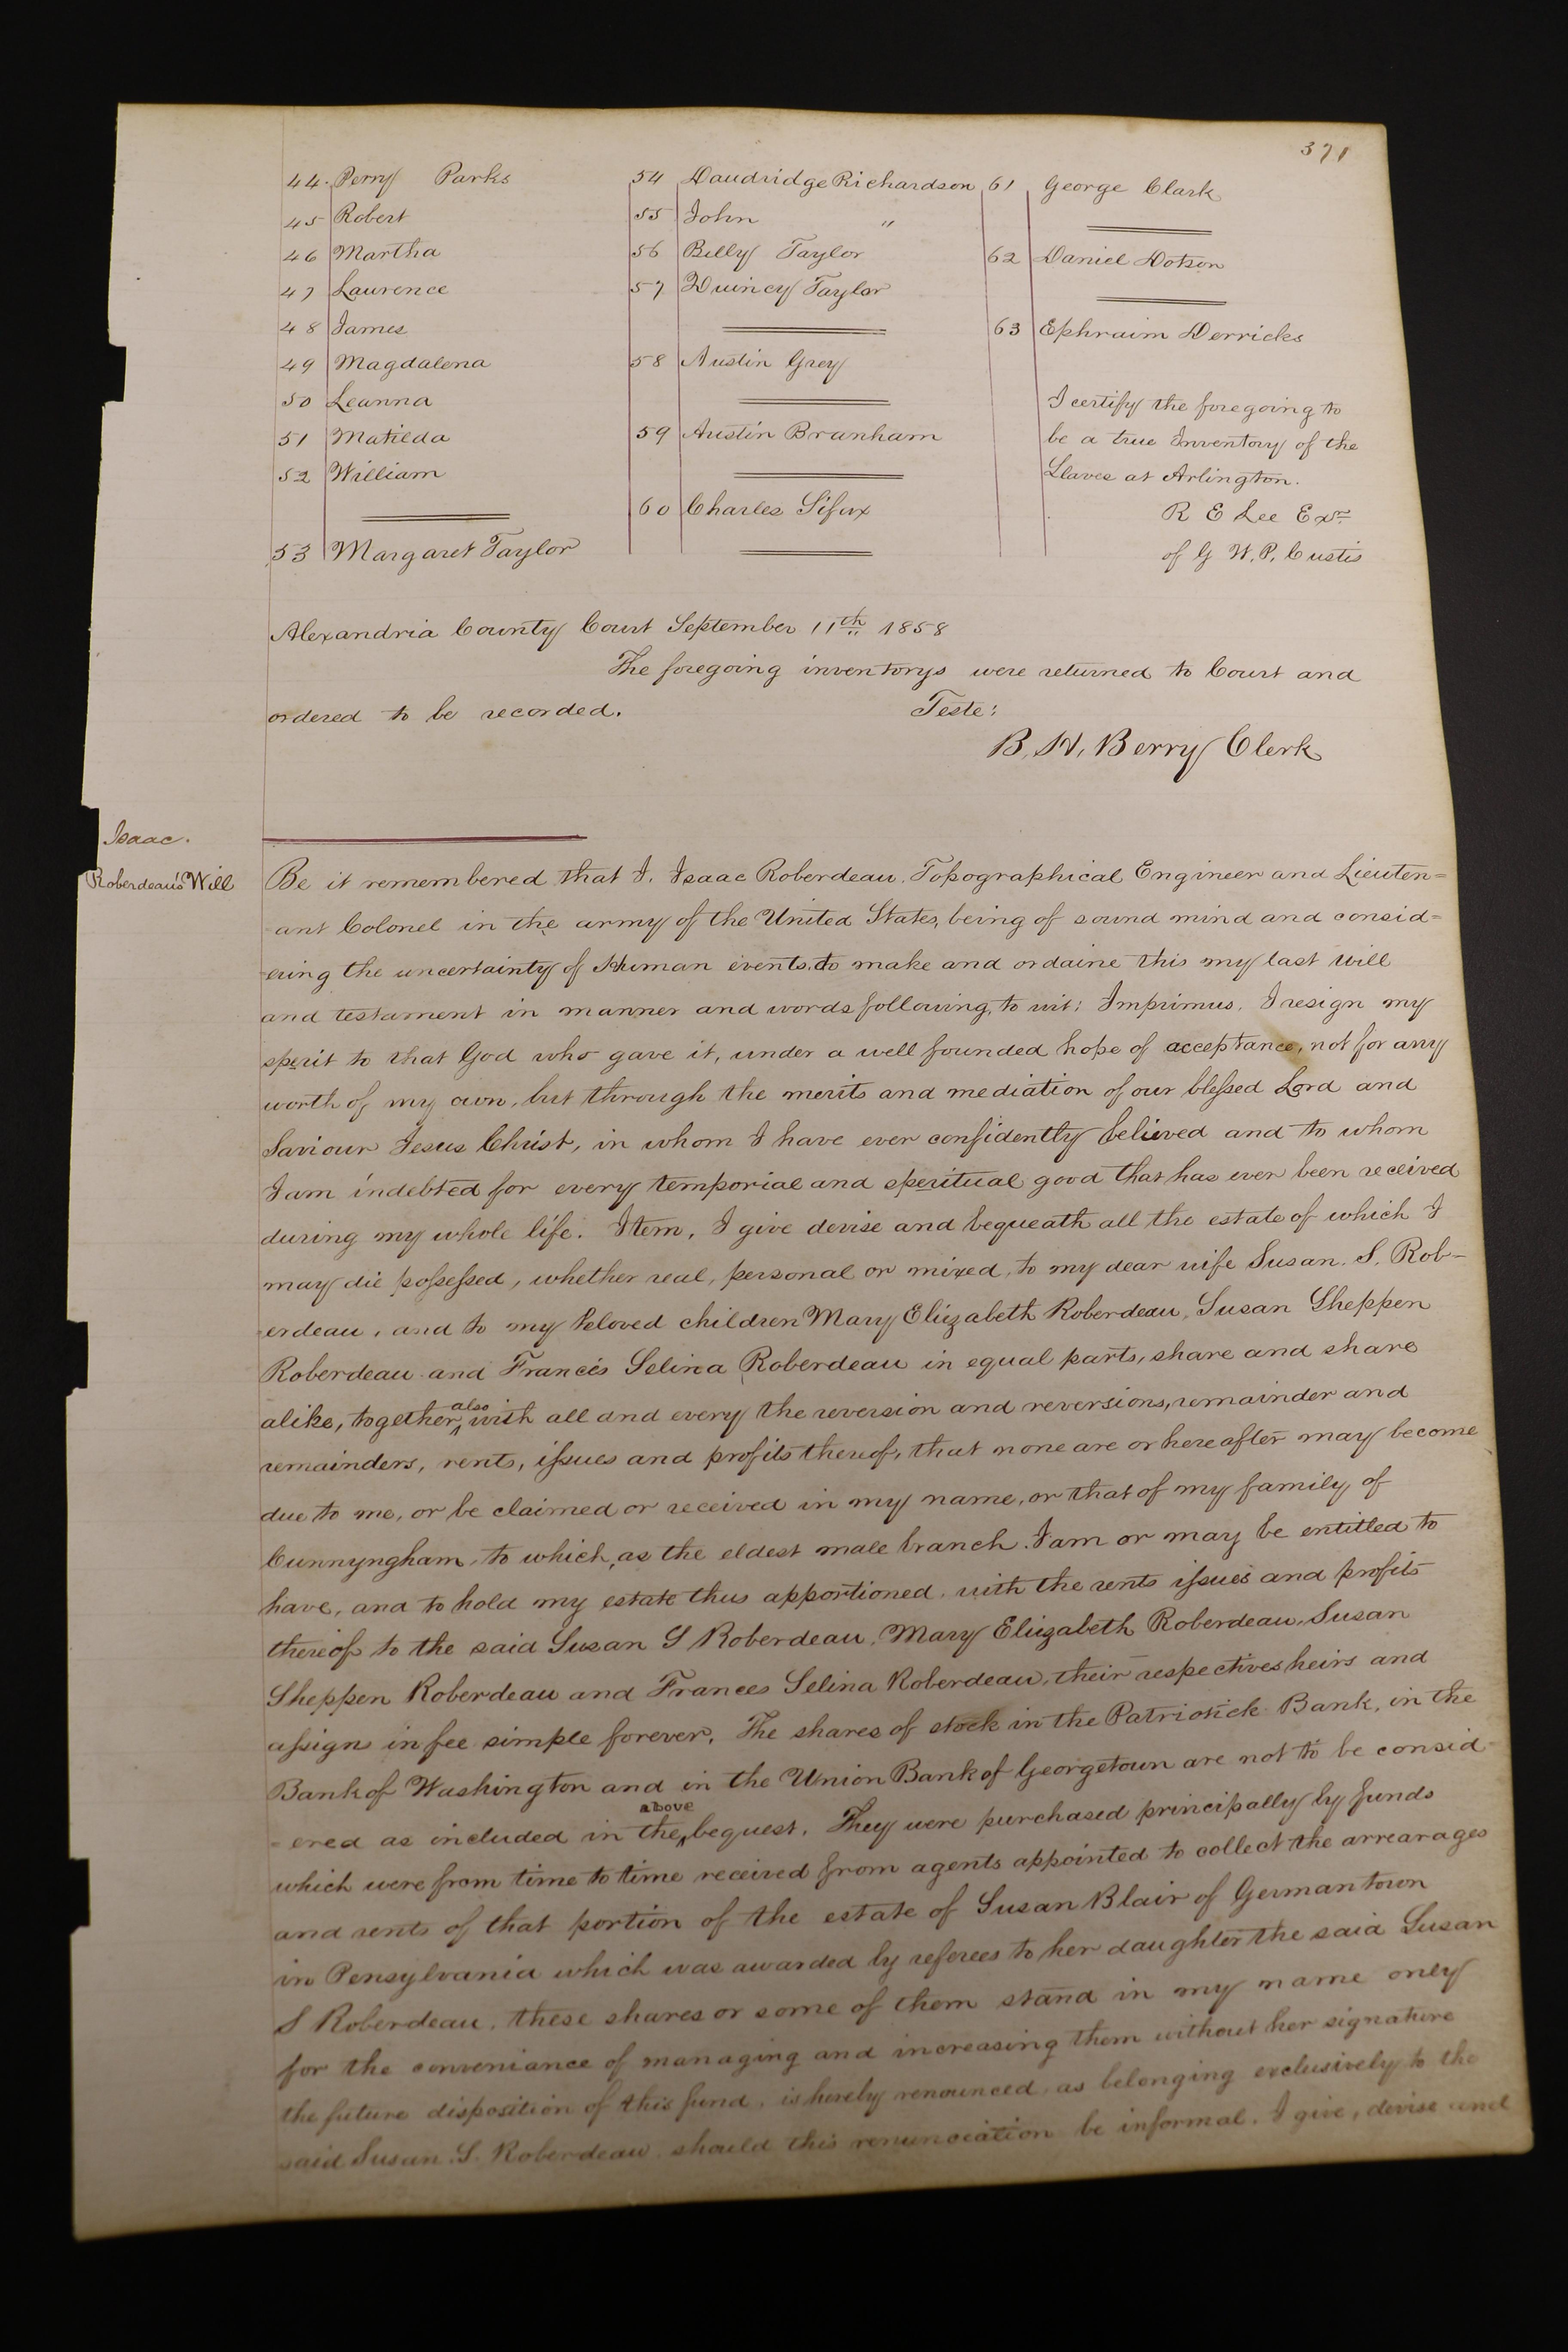 371
44. Perry Parks
45 Robert
46 Martha
47 Laurence
48 James
49 Magdalena
50 Leanna
51 Matilda
52 William
53 Margaret Taylor
54 Daudridge Richardson
55 John "
56 Billy Taylor
57 Quincy Taylor
58 Austin Grey
59 Austin Branham
60 Charles Sifax
61 George Clark
62 Daniel Dotson
63 Ephraim Derricks
I certify the foregoing to
be a true Inventory of the
Slaves at Arlington.
R E Lee Exr
of G W. P. Custis
Alexandria County Court September 11th 1858
The foregoing inventorys were returned to Court and
ordered to be recorded. Teste:
B. H. Berry Clerk
Isaac.
Roberdeau's Will
Be it remembered that I. Isaac Roberdeau. Topographical Engineer and Lieuten=
=ant Colonel in the army of the United States, being of sound mind and consid=
-ering the uncertainty of Human events. do make and ordaine this my last will
and testament in manner and words following, to wit: Imprimus. I resign my
sperit to that God who gave it, under a well founded hope of acceptance, not for any
worth of my own, but through the merits and mediation of our blessed Lord and
Saviour Jesus Christ, in whom I have ever confidently believed and to whom
I am indebted for every temporial and speritual good that has ever been received
during my whole life. Item, I give devise and bequeath all the estate of which I
may die possessed, whether real, personal or mixed, to my dear wife Susan. S. Rob-
-erdeau, and to my beloved children Mary Elizabeth Roberdeau, Susan Sheppen
Roberdeau and Francis Selina Roberdeau in equal parts, share and share
alike, together also with all and every the reversion and reversions, remainder and
remainders, rents, issues and profits thereof, that none are or hereafter may become
due to me, or be claimed or received in my name, or that of my family of
Cunnyngham, to which, as the eldest male branch. I am or may be entitled to
have, and to hold my estate thus apportioned, with the rents issues and profits
thereof, to the said Susan S Roberdeau, Mary Elizabeth Roberdeau, Susan
Sheppen Roberdeau and Frances Selina Roberdeau, their respectives heirs and
assigns in fee simple forever. The shares of stock in the Patriotick Bank, in the
Bank of Washington and in the Union Bank of Georgetown are not to be consid-
-ered as included in the above bequest. They were purchased principally by funds
which were from time to time received from agents appointed to collect the arrearages
and rents of that portion of the estate of Susan Blair of Germantown
in Pensylvania which was awarded by referees to her daughter the said Susan
S Roberdeau, these shares or some of them stand in my name only
for the conveniance of managing and increasing them without her signature
the future disposition of this fund, is hereby renounced, as belonging exclusively to the
said Susan. S. Roberdeau. should this renunciation be informal. I give, devise and